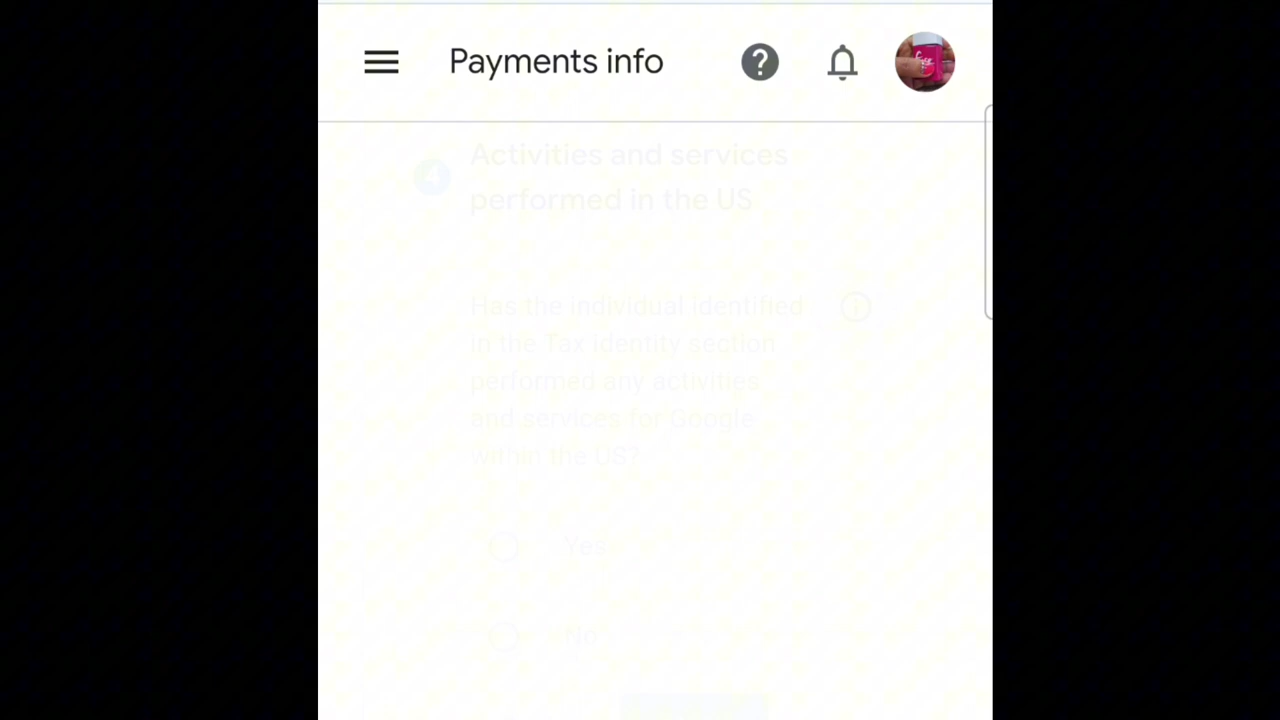 Payments info
4
Activities and services
performed in the US
Has the individual identified
in the Tax identity section
performed any activities
and services for Google
within the US?
Yes
No